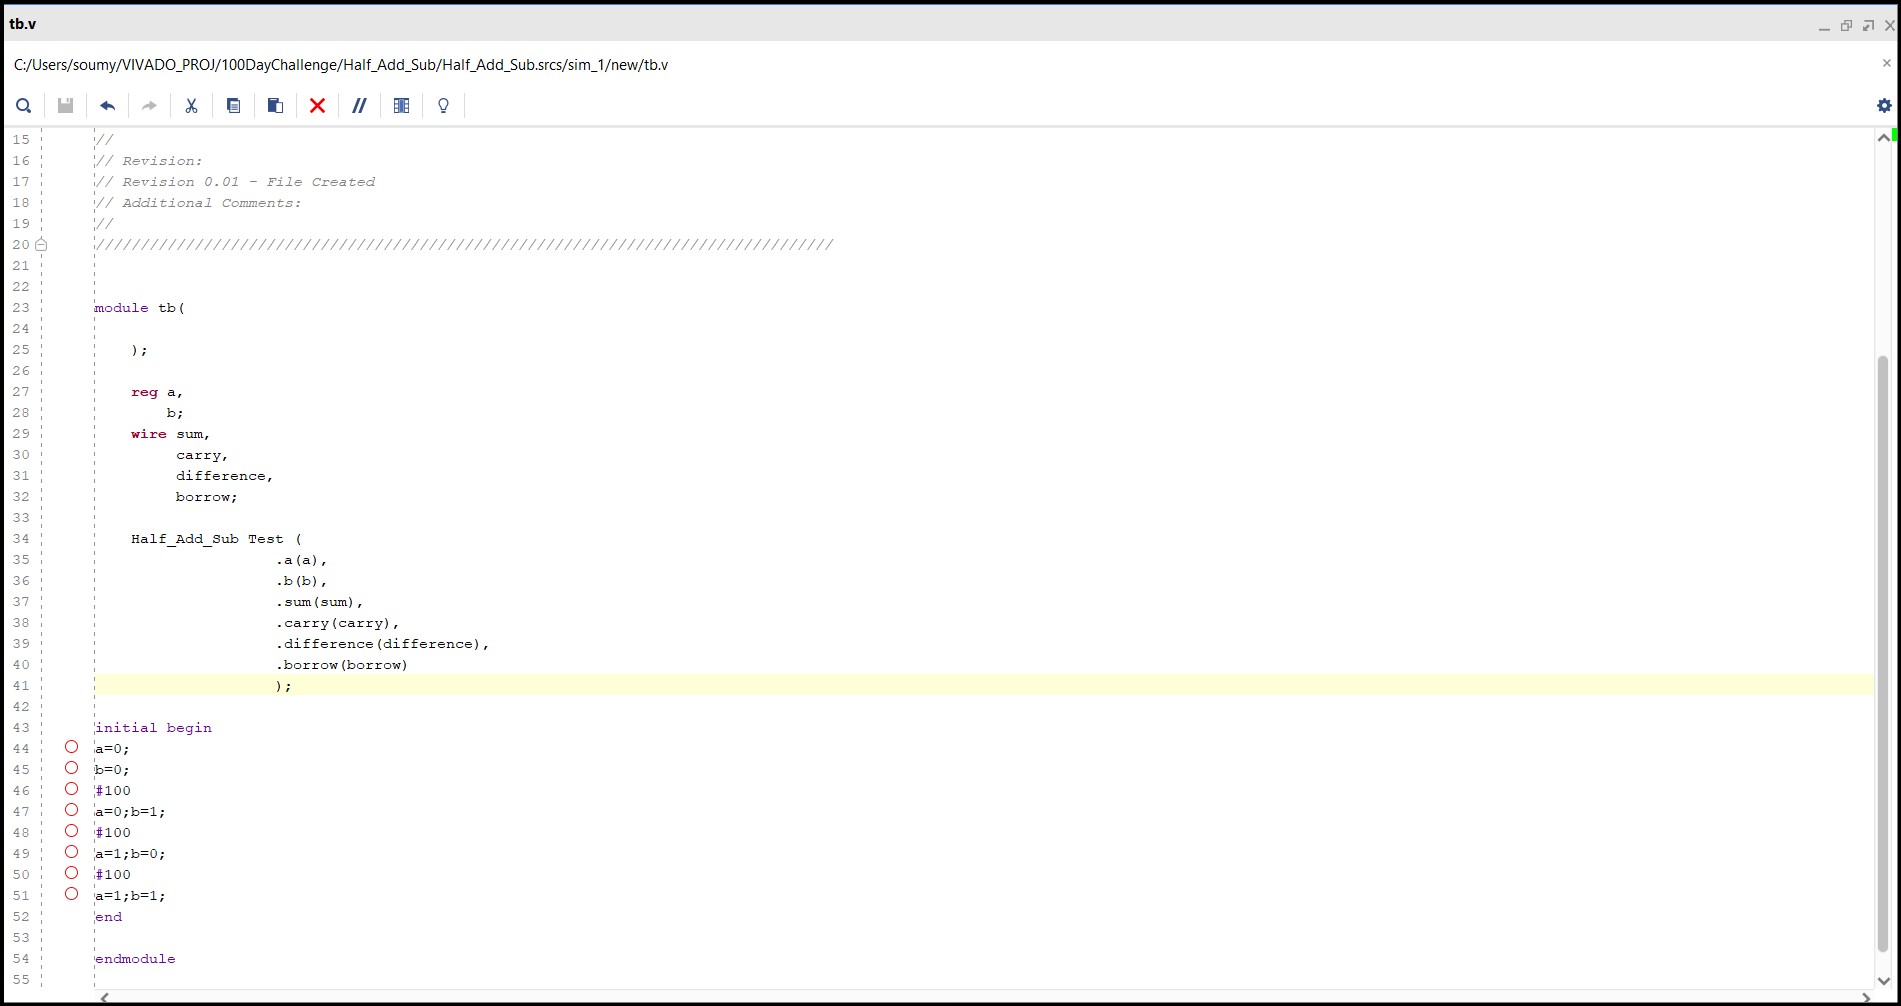 tb.v
C:/Users/soumy/VIVADO_PROJ/100DayChallenge/Half_Add_Sub/Half_Add_Sub.srcs/sim_1/new/tb.v
15 //
16 // Revision:
17 // Revision 0.01 - File Created
18 // Additional Comments:
19 //
20 //////////////////////////////////////////////////////////////////////////////////
21
22
23 module tb(
24
25     );
26
27     reg a,
28         b;
29     wire sum,
30          carry,
31          difference,
32          borrow;
33
34     Half_Add_Sub Test (
35                     .a(a),
36                     .b(b),
37                     .sum(sum),
38                     .carry(carry),
39                     .difference(difference),
40                     .borrow(borrow)
41                     );
42
43 initial begin
44 a=0;
45 b=0;
46 #100
47 a=0;b=1;
48 #100
49 a=1;b=0;
50 #100
51 a=1;b=1;
52 end
53
54 endmodule
55